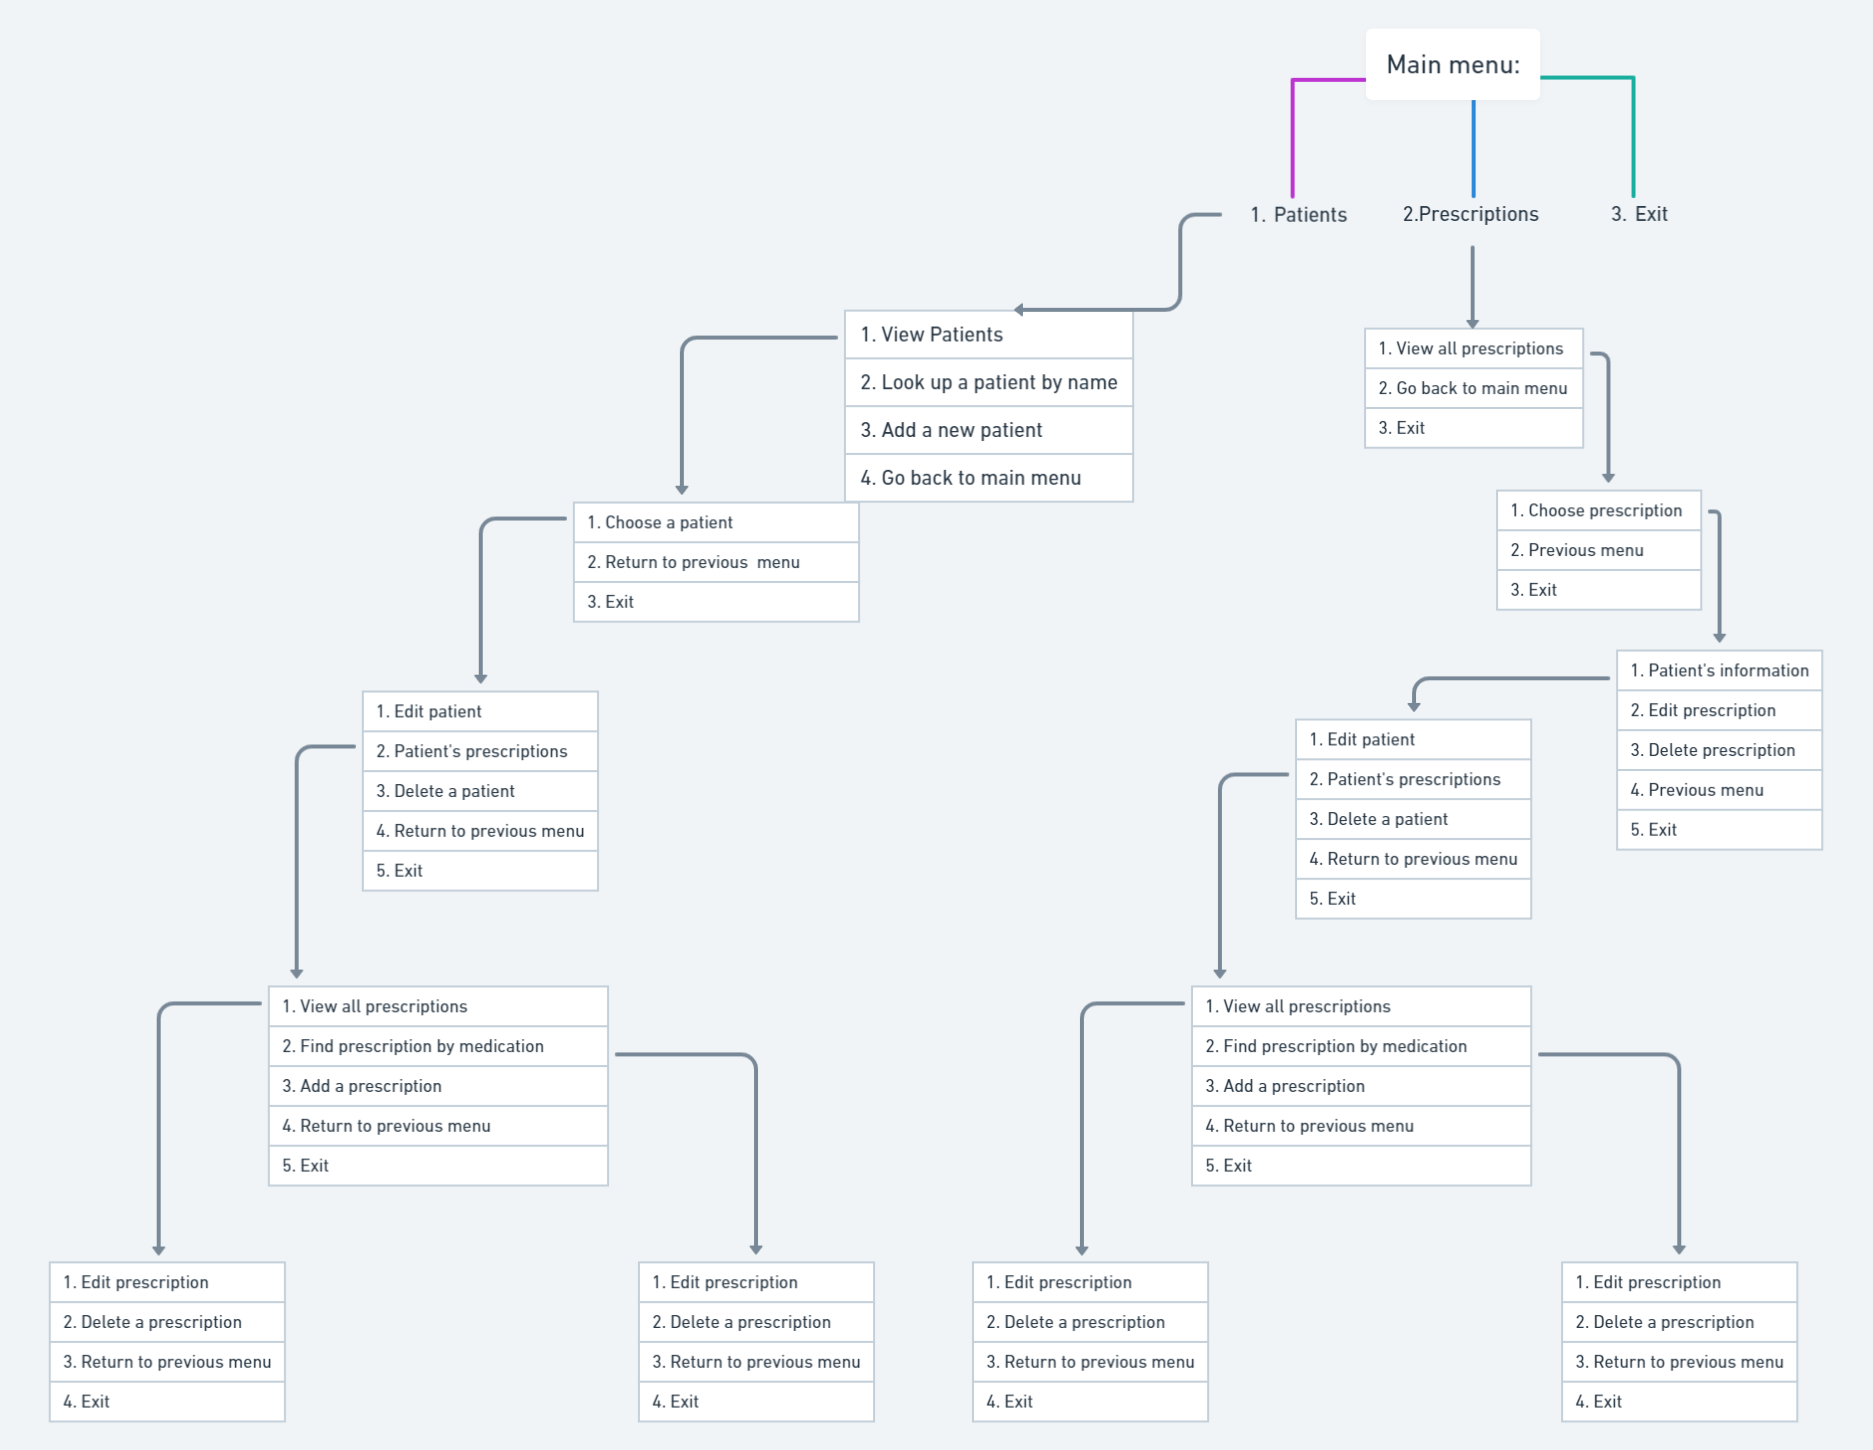 Main menu:
1. Patients
2.Prescriptions
3. Exit
1. View Patients
2. Look up a patient by name
3. Add a new patient
4. Go back to main menu
1. View all prescriptions
2. Go back to main menu
3. Exit
1. Choose a patient
2. Return to previous  menu
3. Exit
1. Choose prescription
2. Previous menu
3. Exit
1. Edit patient
2. Patient's prescriptions
3. Delete a patient
4. Return to previous menu
5. Exit
1. Patient's information
2. Edit prescription
3. Delete prescription
4. Previous menu
5. Exit
1. Edit patient
2. Patient's prescriptions
3. Delete a patient
4. Return to previous menu
5. Exit
1. View all prescriptions
2. Find prescription by medication
3. Add a prescription
4. Return to previous menu
5. Exit
1. View all prescriptions
2. Find prescription by medication
3. Add a prescription
4. Return to previous menu
5. Exit
1. Edit prescription
2. Delete a prescription
3. Return to previous menu
4. Exit
1. Edit prescription
2. Delete a prescription
3. Return to previous menu
4. Exit
1. Edit prescription
2. Delete a prescription
3. Return to previous menu
4. Exit
1. Edit prescription
2. Delete a prescription
3. Return to previous menu
4. Exit